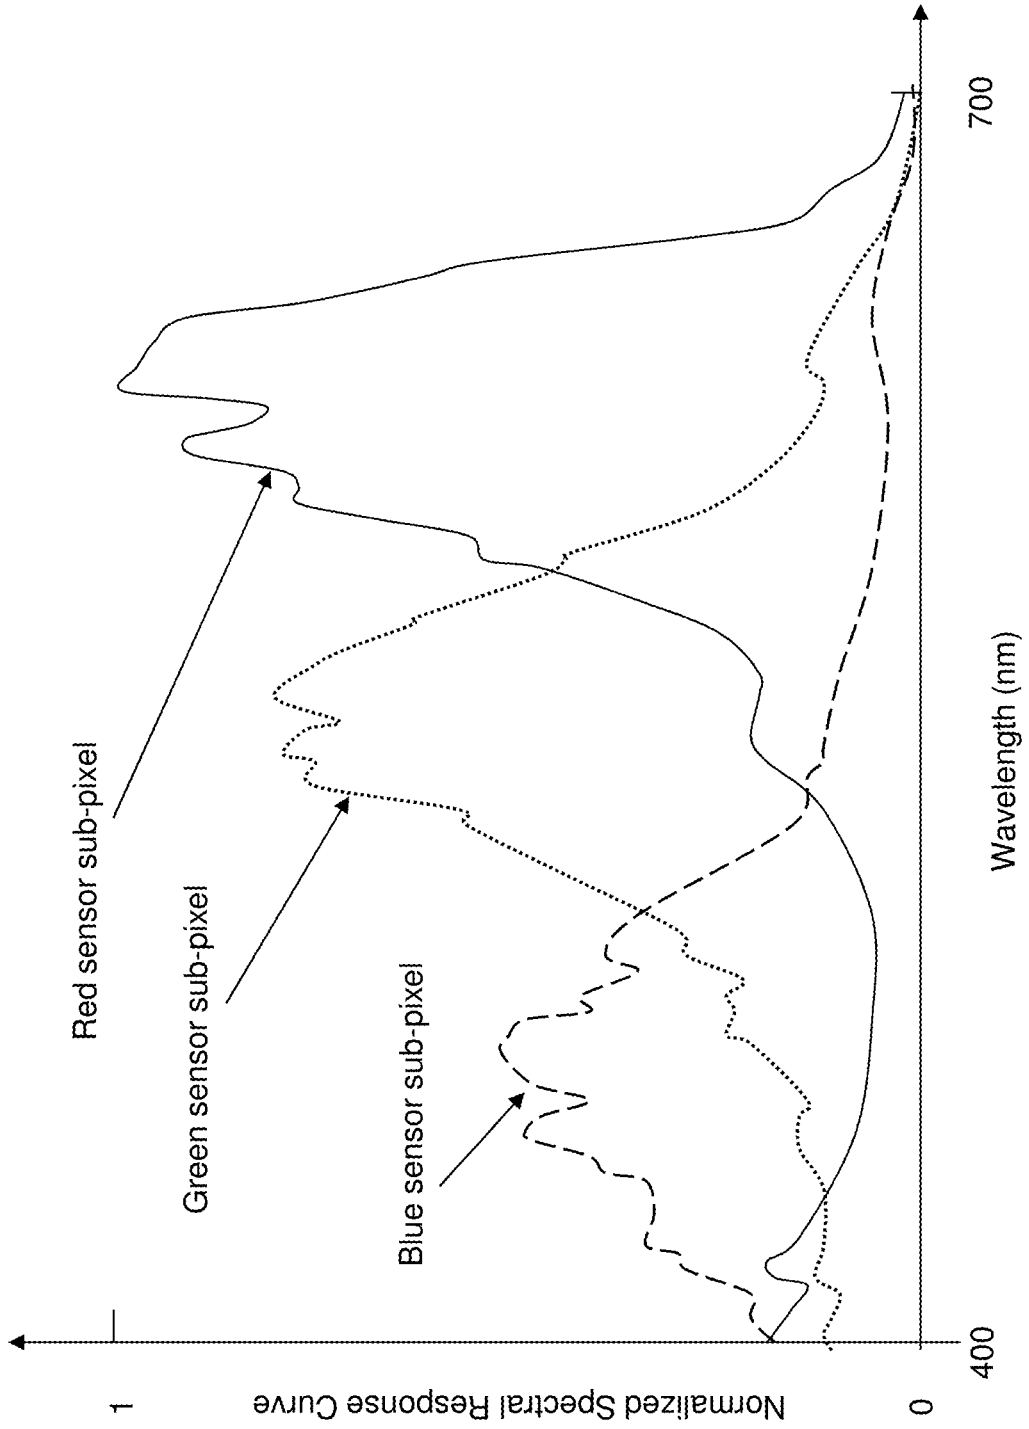 Red sensor sub-pixel
Green sensor sub-pixel
Blue sensor sub-pixel
Normalized Spectral Response Curve
1
0
400
700
Wavelength (nm)